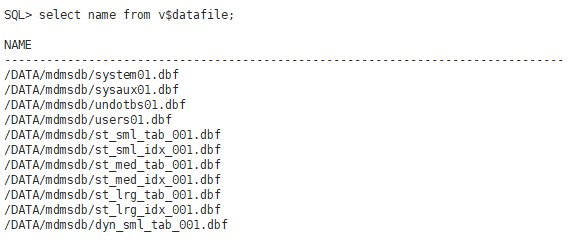 SQL> select name from v$datafile;
NAME
--------------------------------------------------------------------------------
/DATA/mdmsdb/system01.dbf
/DATA/mdmsdb/sysaux01.dbf
/DATA/mdmsdb/undotbs01.dbf
/DATA/mdmsdb/users01.dbf
/DATA/mdmsdb/st_sml_tab_001.dbf
/DATA/mdmsdb/st_sml_idx_001.dbf
/DATA/mdmsdb/st_med_tab_001.dbf
/DATA/mdmsdb/st_med_idx_001.dbf
/DATA/mdmsdb/st_lrg_tab_001.dbf
/DATA/mdmsdb/st_lrg_idx_001.dbf
/DATA/mdmsdb/dyn_sml_tab_001.dbf